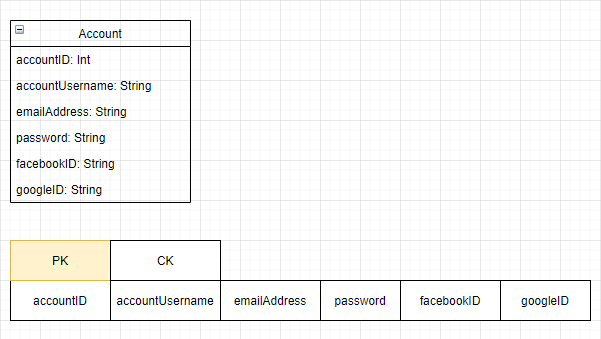 Account
accountID: Int
accountUsername: String
emailAddress: String
password: String
facebookID: String
googleID: String
PK CK
accountID accountUsername emailAddress password facebookID googleID